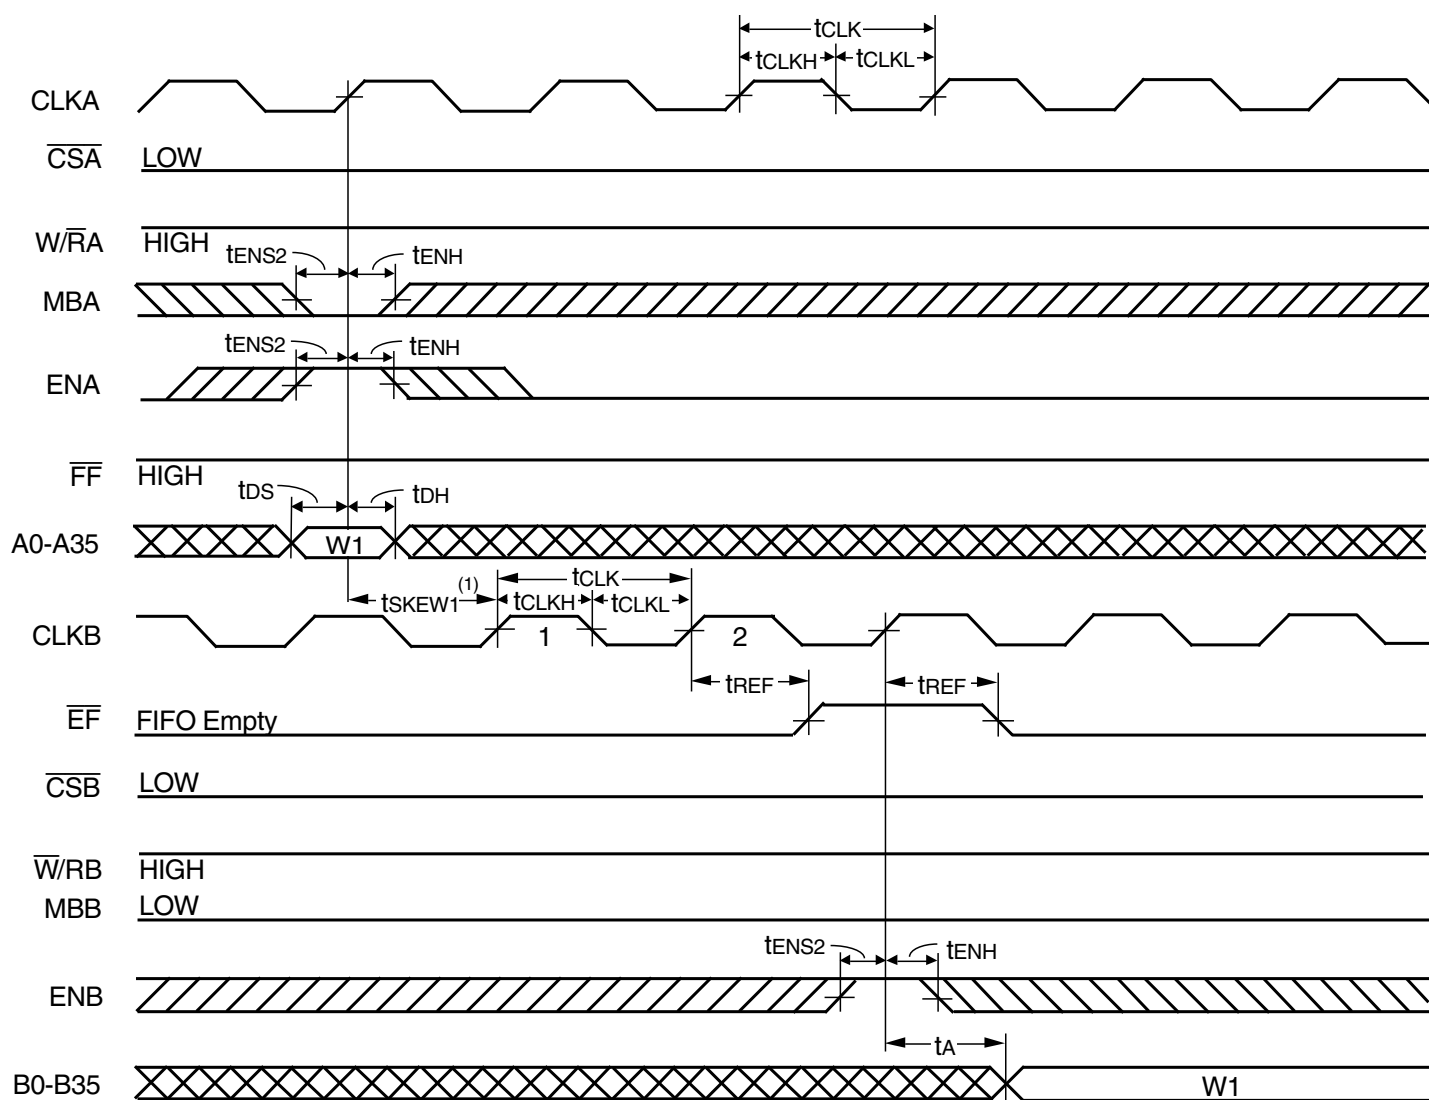 tCLK
tCLKH tCLKL
CLKA
CSA LOW
W/RA HIGH
tENS2 tENH
MBA
tENS2 tENH
ENA
FF HIGH
tDS tDH
A0-A35 W1
tSKEW1 (1) tCLK
tCLKH tCLKL
CLKB 1 2
tREF tREF
EF FIFO Empty
CSB LOW
W/RB HIGH
MBB LOW
tENS2 tENH
ENB
tA
B0-B35 W1